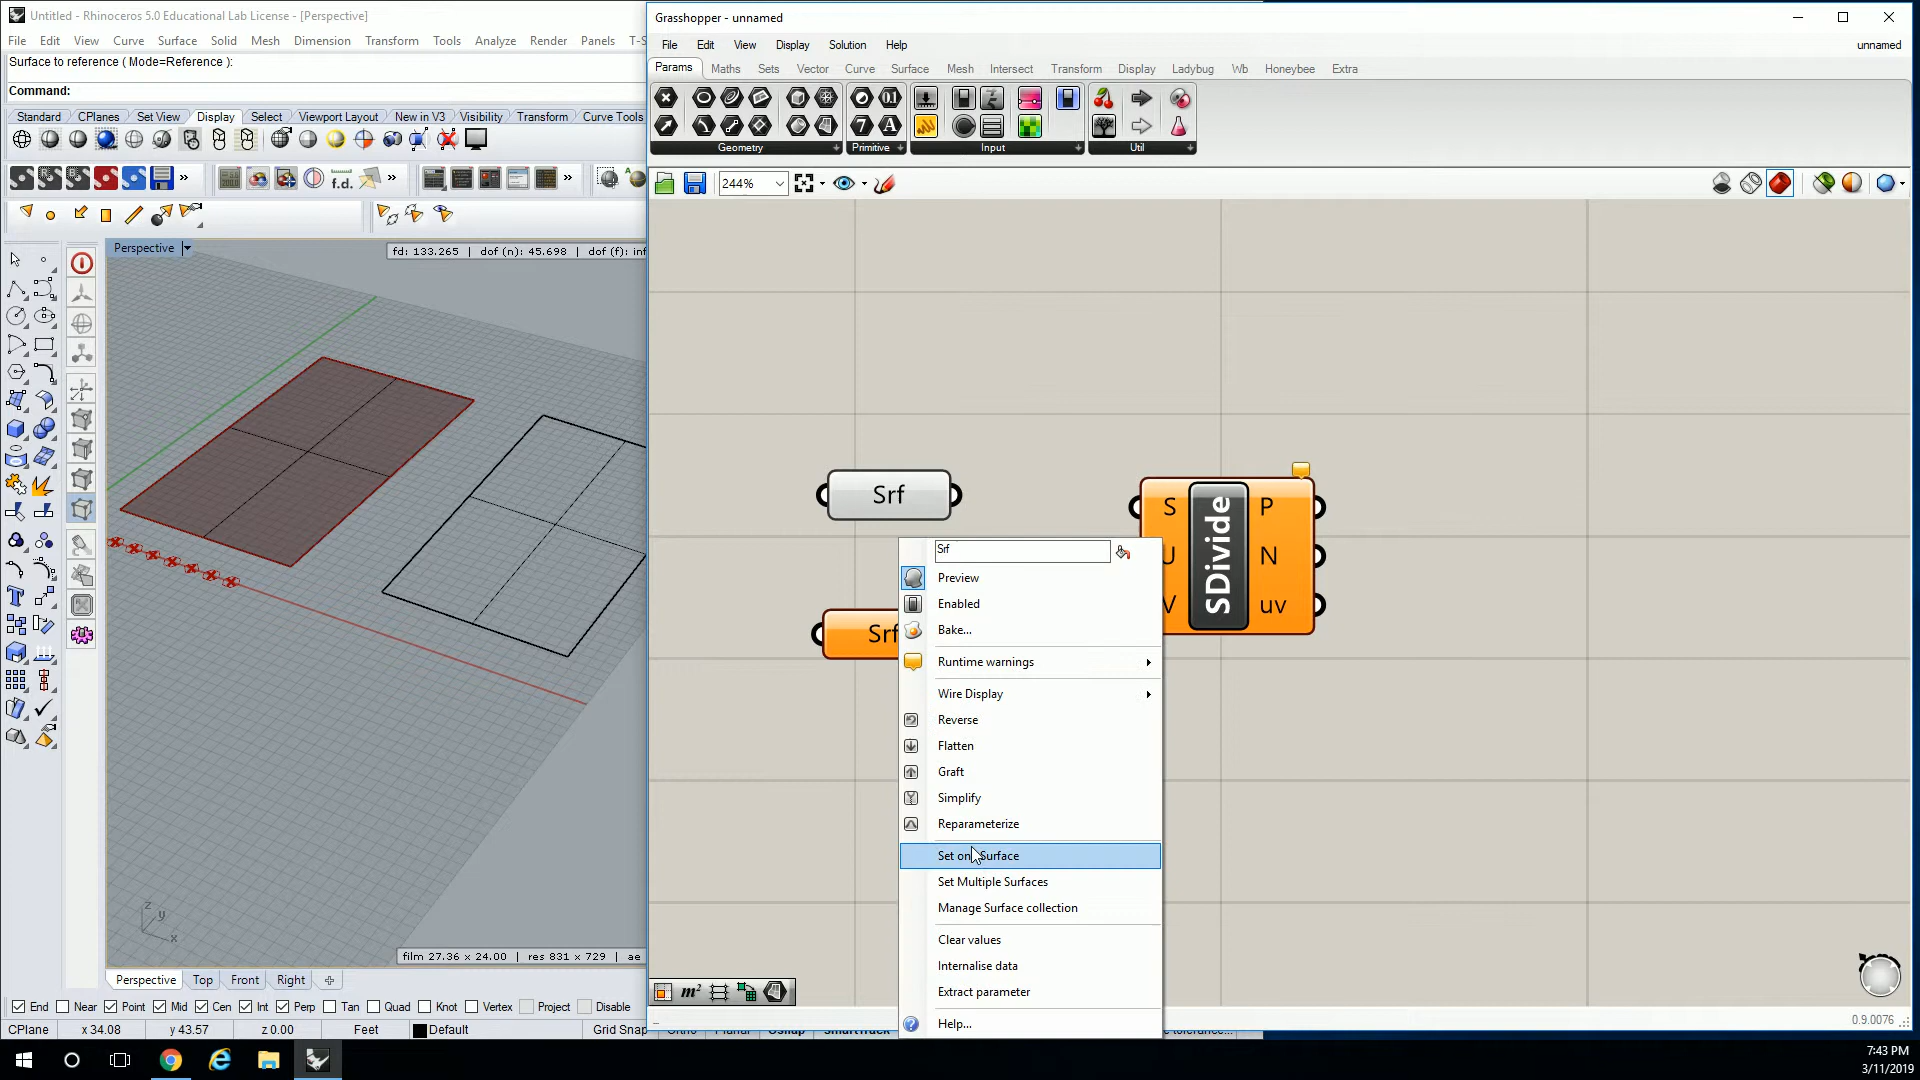 Untitled - Rhinoceros 5.0 Educational Lab License - [Perspective]
File Edit View Curve Surface Solid Mesh Dimension Transform Tools Analyze Render Panels T-S
Surface to reference ( Mode=Reference ):
Command:
Standard CPlanes Set View Display Select Viewport Layout New in V3 Visibility Transform Curve Tools
f.d.
Perspective
fd: 133.265 | dof (n): 45.698 | dof (f): inf
z
y
x
film 27.36 x 24.00 | res 831 x 729 | ae
Perspective Top Front Right
End Near Point Mid Cen Int Perp Tan Quad Knot Vertex Project Disable
CPlane x 34.08 y 43.57 z 0.00 Feet Default Grid Snap
Grasshopper - unnamed
File Edit View Display Solution Help
unnamed
Params Maths Sets Vector Curve Surface Mesh Intersect Transform Display Ladybug Wb Honeybee Extra
Geometry Primitive Input Util
244%
Srf
Srf
S
U
V
SDivide
P
N
uv
Srf
Preview
Enabled
Bake...
Runtime warnings
Wire Display
Reverse
Flatten
Graft
Simplify
Reparameterize
Set on Surface
Set Multiple Surfaces
Manage Surface collection
Clear values
Internalise data
Extract parameter
Help...
m²
0.9.0076
7:43 PM
3/11/2019